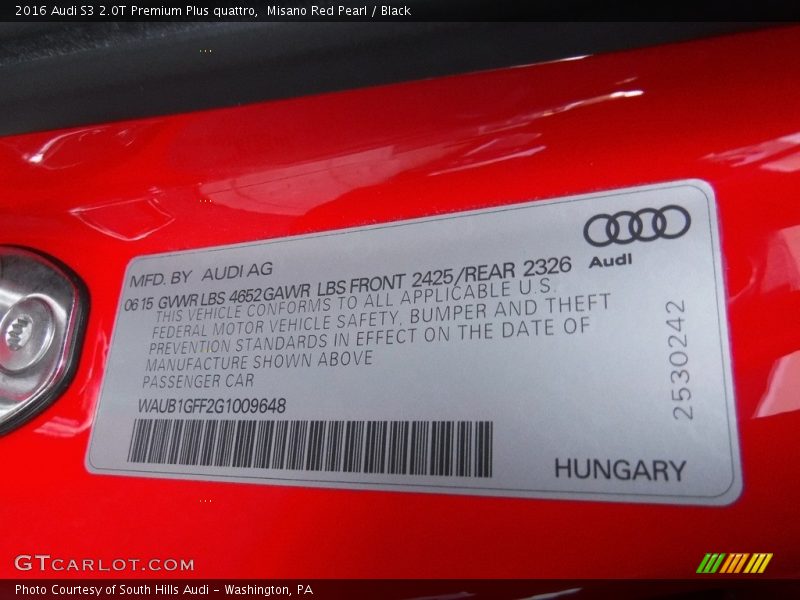 2016 Audi S3 2.0T Premium Plus quattro,  Misano Red Pearl / Black
Audi
MFD. BY AUDI AG
06 15 GVWR LBS 4652 GAWR LBS FRONT 2425/REAR 2326
THIS VEHICLE CONFORMS TO ALL APPLICABLE U.S.
FEDERAL MOTOR VEHICLE SAFETY, BUMPER AND THEFT
PREVENTION STANDARDS IN EFFECT ON THE DATE OF
MANUFACTURE SHOWN ABOVE
PASSENGER CAR
WAUB1GFF2G1009648
2530242
HUNGARY
GTCARLOT.COM
Photo Courtesy of South Hills Audi - Washington, PA